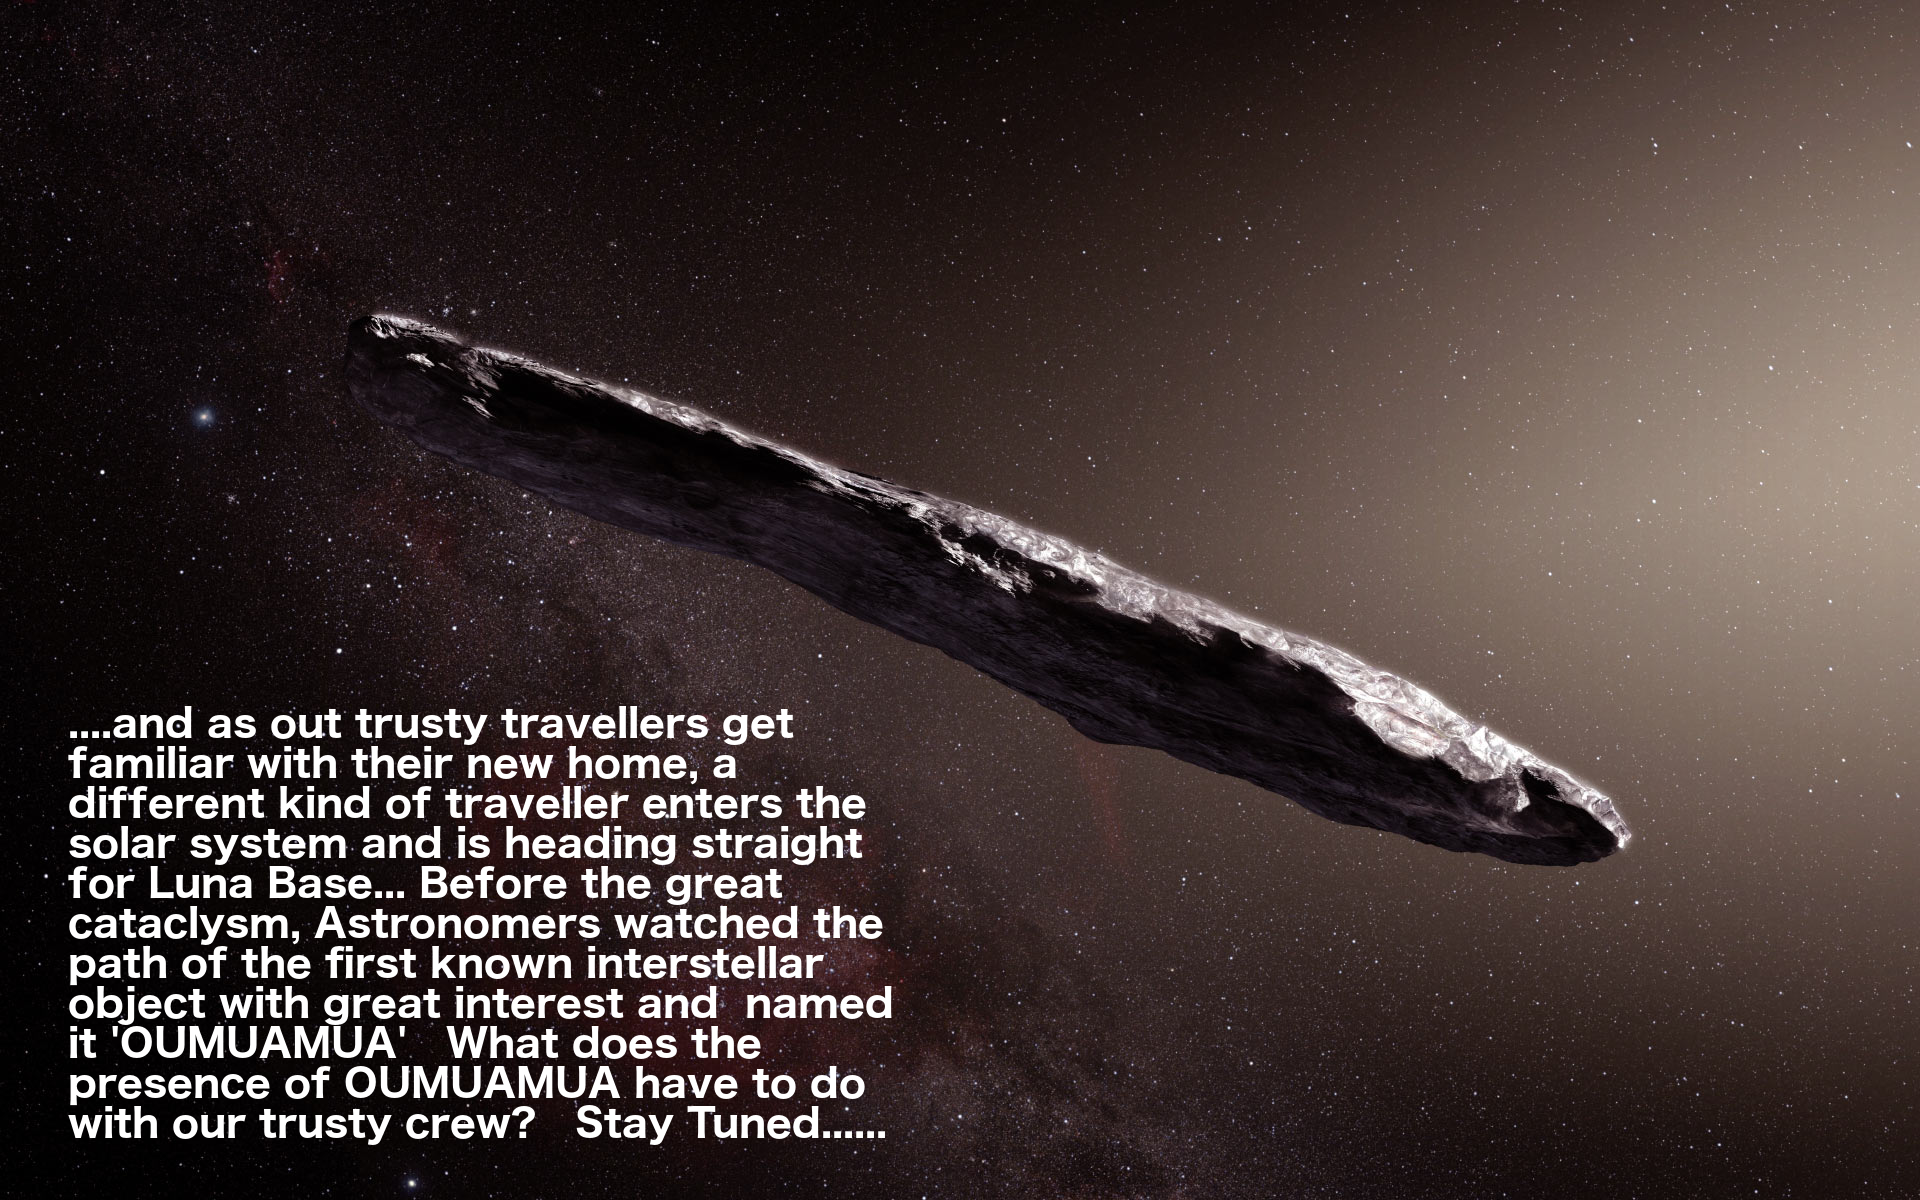 ....and as out trusty travellers get
familiar with their new home, a
different kind of traveller enters the
solar system and is heading straight
for Luna Base... Before the great
cataclysm, Astronomers watched the
path of the first known interstellar
object with great interest and  named
it 'OUMUAMUA'   What does the
presence of OUMUAMUA have to do
with our trusty crew?   Stay Tuned......